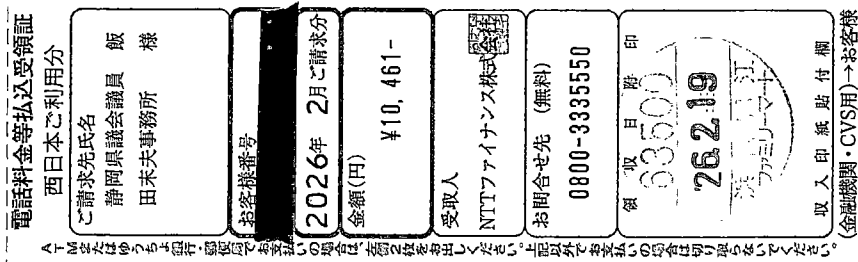 電話料金等払込受領証
西日本ご利用分
ご請求先氏名
静岡県議会議員 飯
田末夫事務所 様
お客様番号
2026年 2月ご請求分
金額(円)
¥10,461-
受取人
NTTファイナンス株式会社
お問合せ先 (無料)
0800-3335550
領収日附印
63500
26.2.19
ファミリーマート
収入印紙貼付欄
(金融機関・CVS用)→お客様
ATMまたはゆうちょ銀行・郵便局でお支払いの場合は、左側2枚をお出しください。上記以外でお支払いの場合は切り取らないでください。